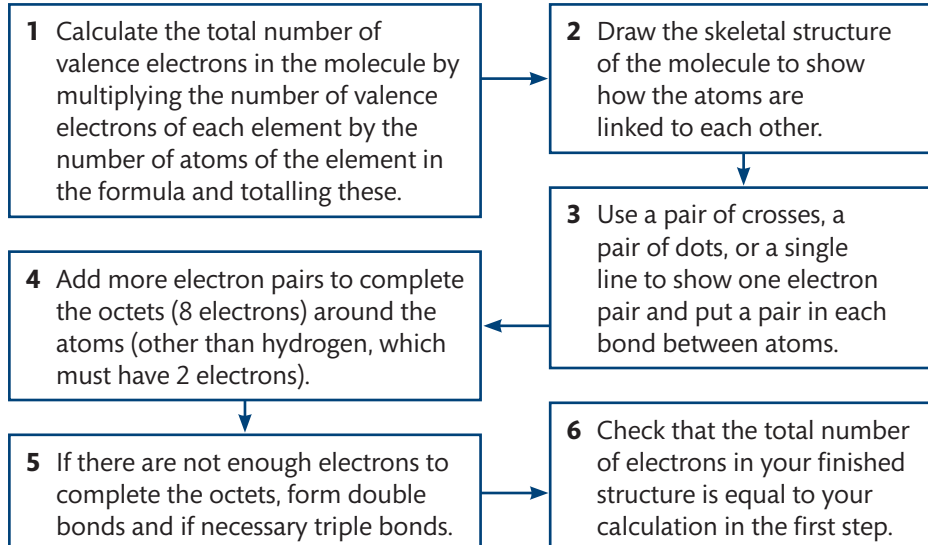 1 Calculate the total number of
valence electrons in the molecule by
multiplying the number of valence
electrons of each element by the
number of atoms of the element in
the formula and totalling these.
2 Draw the skeletal structure
of the molecule to show
how the atoms are
linked to each other.
3 Use a pair of crosses, a
pair of dots, or a single
line to show one electron
pair and put a pair in each
bond between atoms.
4 Add more electron pairs to complete
the octets (8 electrons) around the
atoms (other than hydrogen, which
must have 2 electrons).
5 If there are not enough electrons to
complete the octets, form double
bonds and if necessary triple bonds.
6 Check that the total number
of electrons in your finished
structure is equal to your
calculation in the first step.